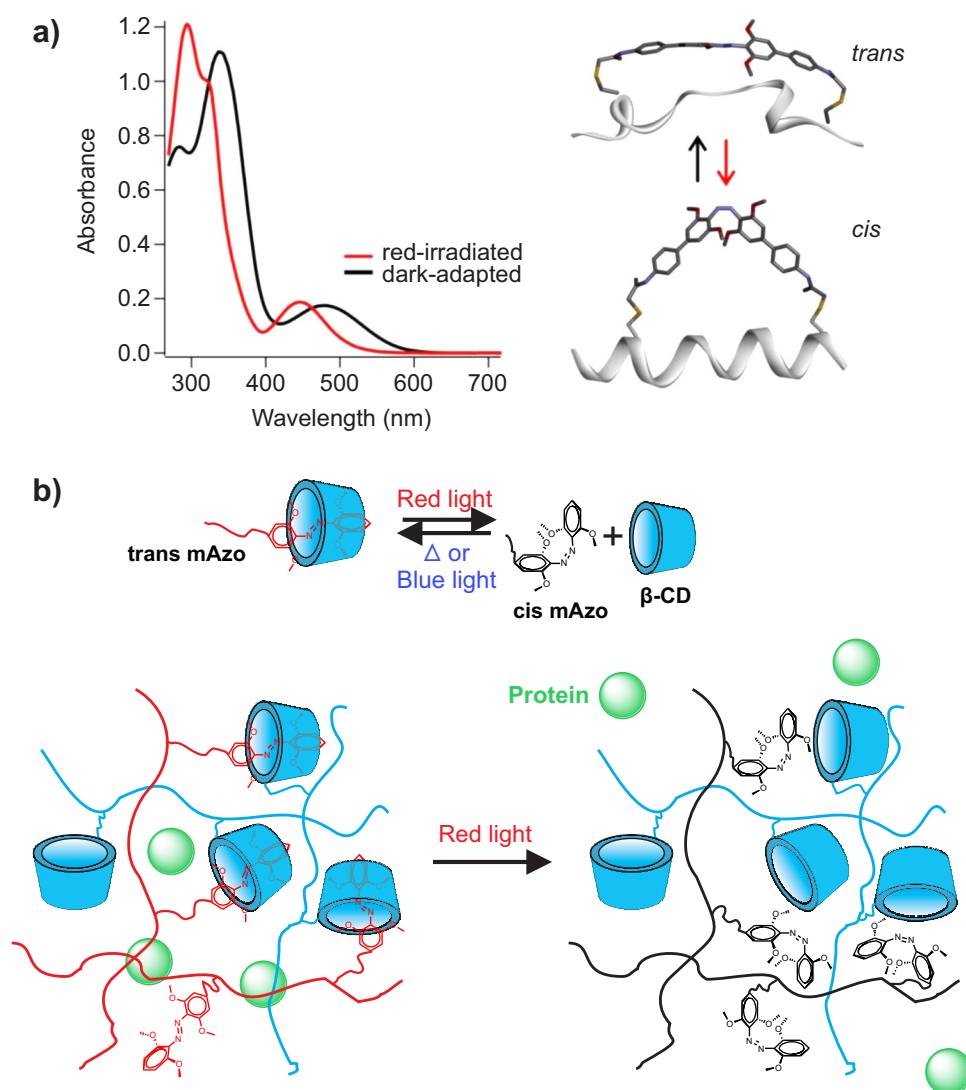 a)
1.2
1.0
0.8
0.6
0.4
0.2
0.0
Absorbance
300 400 500 600 700
Wavelength (nm)
red-irradiated
dark-adapted
trans
cis
b)
trans mAzo
Red light
Δ or
Blue light
cis mAzo
+
β-CD
Protein
Red light